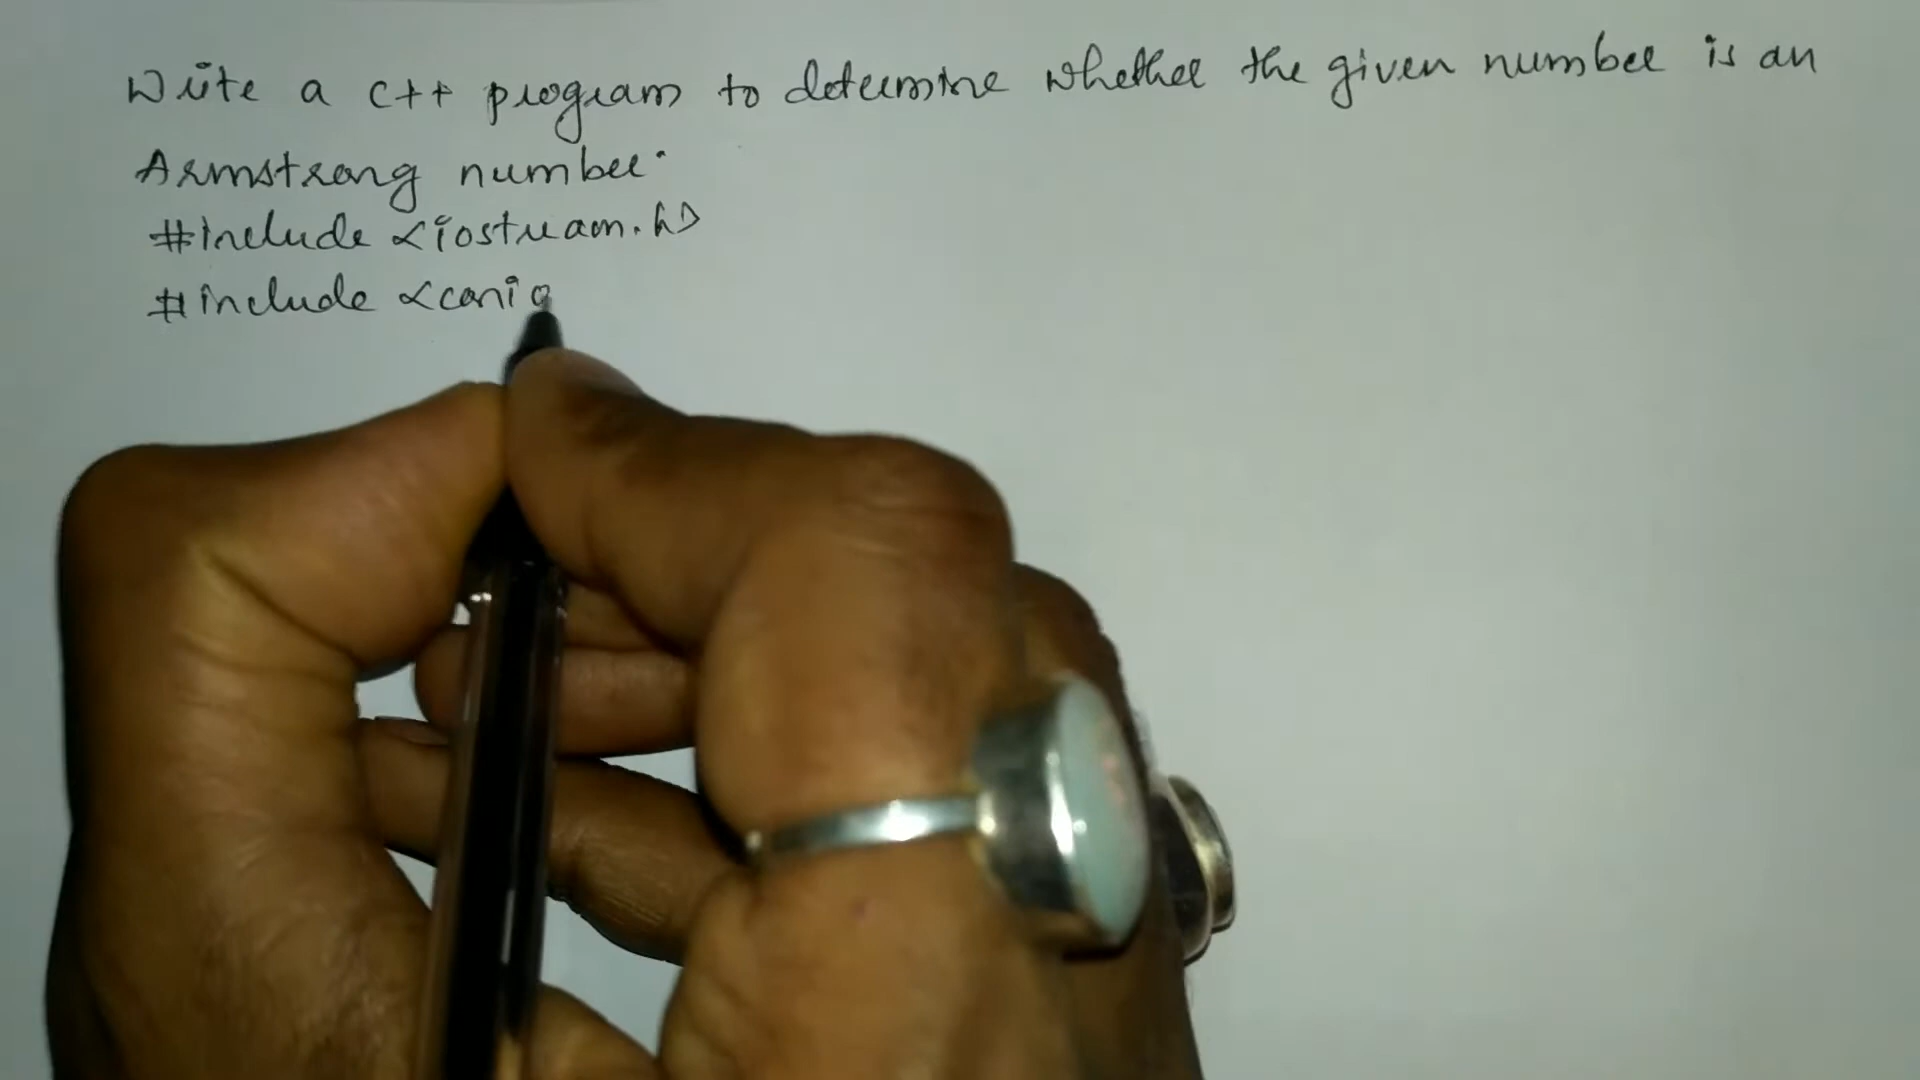 Write a c++ program to determine whether the given number is an
Armstrong number.
#include <iostream.h>
#include <conio